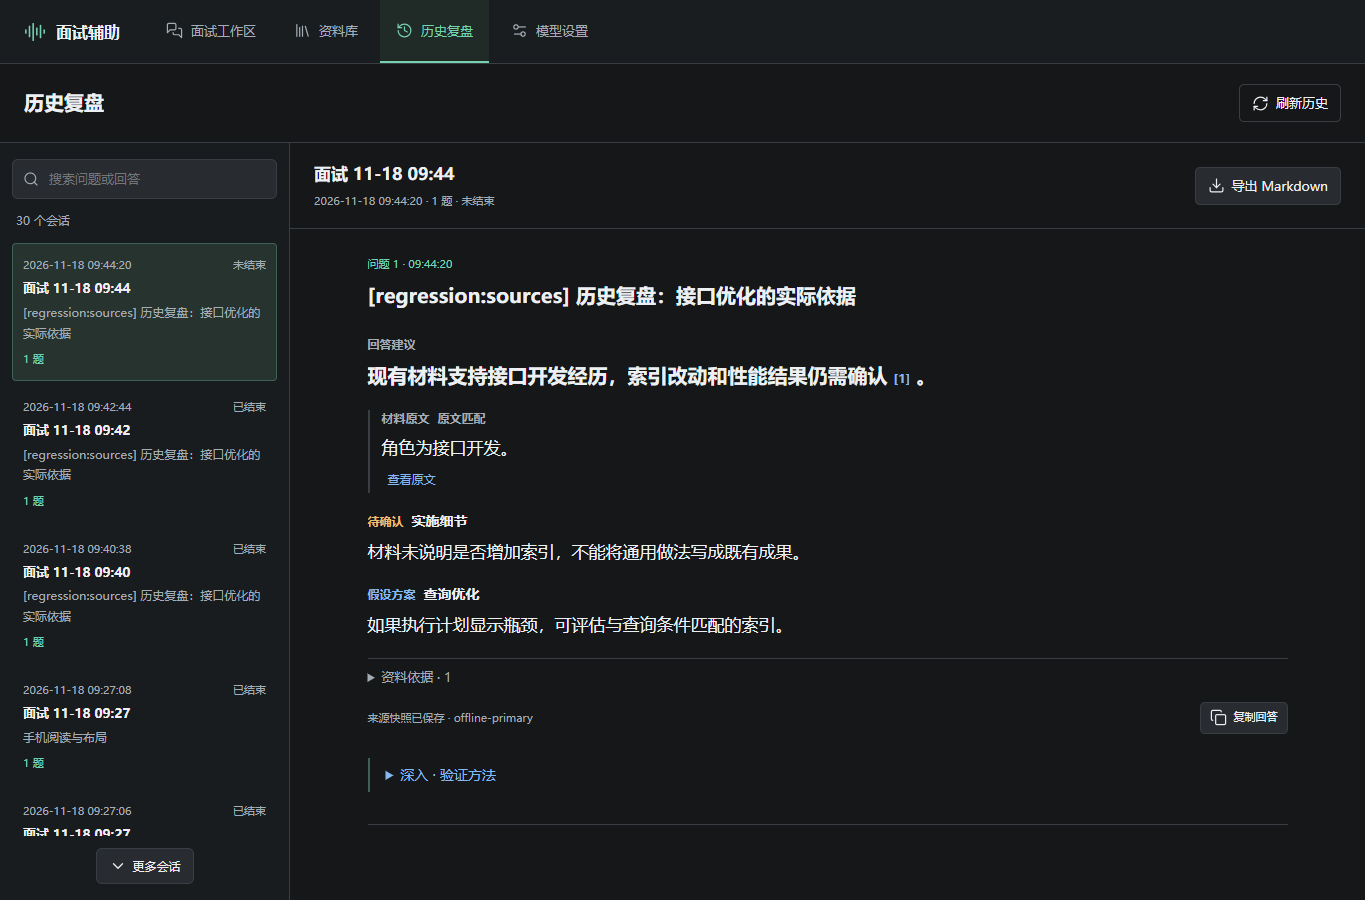 面试辅助
面试工作区
资料库
历史复盘
模型设置
历史复盘
刷新历史
搜索问题或回答
30 个会话
2026-11-18 09:44:20 未结束
面试 11-18 09:44
[regression:sources] 历史复盘：接口优化的
实际依据
1 题
2026-11-18 09:42:44 已结束
面试 11-18 09:42
[regression:sources] 历史复盘：接口优化的
实际依据
1 题
2026-11-18 09:40:38 已结束
面试 11-18 09:40
[regression:sources] 历史复盘：接口优化的
实际依据
1 题
2026-11-18 09:27:08 已结束
面试 11-18 09:27
手机阅读与布局
1 题
2026-11-18 09:27:06 已结束
面试 11-18 09:27
更多会话
面试 11-18 09:44
2026-11-18 09:44:20 · 1 题 · 未结束
导出 Markdown
问题 1 · 09:44:20
[regression:sources] 历史复盘：接口优化的实际依据
回答建议
现有材料支持接口开发经历，索引改动和性能结果仍需确认 [1] 。
材料原文 原文匹配
角色为接口开发。
查看原文
待确认 实施细节
材料未说明是否增加索引，不能将通用做法写成既有成果。
假设方案 查询优化
如果执行计划显示瓶颈，可评估与查询条件匹配的索引。
资料依据 · 1
来源快照已保存 · offline-primary
复制回答
深入 · 验证方法